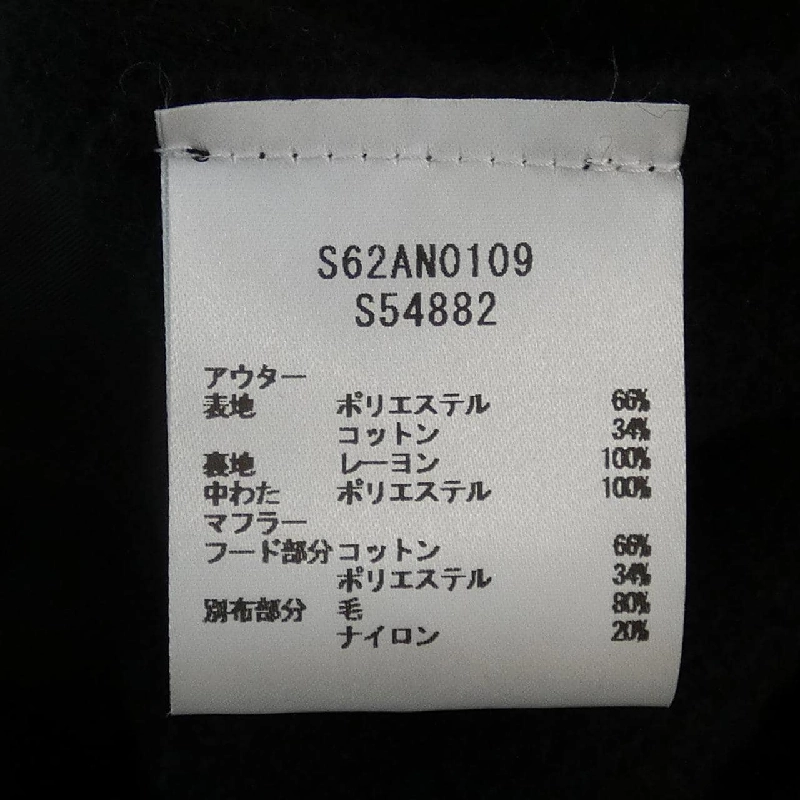 S62AN0109
S54882
アウター
表地 ポリエステル 66%
コットン 34%
裏地 レーヨン 100%
中わた ポリエステル 100%
マフラー
フード部分 コットン 66%
ポリエステル 34%
別布部分 毛 80%
ナイロン 20%